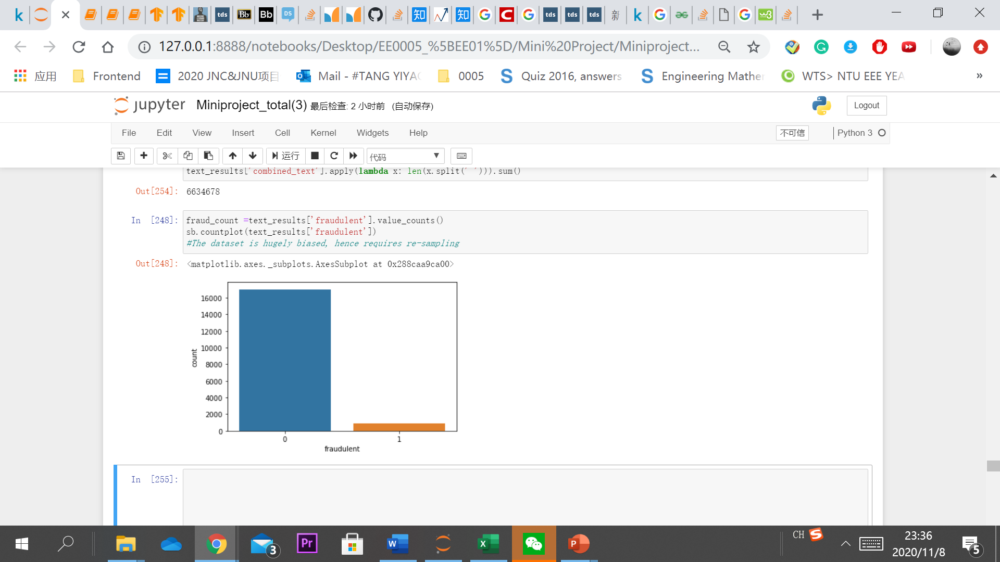 127.0.0.1:8888/notebooks/Desktop/EE0005_%5BEE01%5D/Mini%20Project/Miniproject...
应用
Frontend
2020 JNC&JNU项目
Mail - #TANG YIYAO
0005
Quiz 2016, answers
Engineering Mather
WTS> NTU EEE YEA
»
jupyter
Miniproject_total(3) 最后检查: 2 小时前 (自动保存)
Logout
File Edit View Insert Cell Kernel Widgets Help
不可信
Python 3
运行
代码
text_results['combined_text'].apply(lambda x: len(x.split(' '))).sum()
Out[254]: 6634678
In [248]: fraud_count =text_results['fraudulent'].value_counts()
sb.countplot(text_results['fraudulent'])
#The dataset is hugely biased, hence requires re-sampling
Out[248]: <matplotlib.axes._subplots.AxesSubplot at 0x288caa9ca00>
16000
14000
12000
10000
8000
6000
4000
2000
0
count
0 1
fraudulent
In [255]:
CH
23:36
2020/11/8
3
5